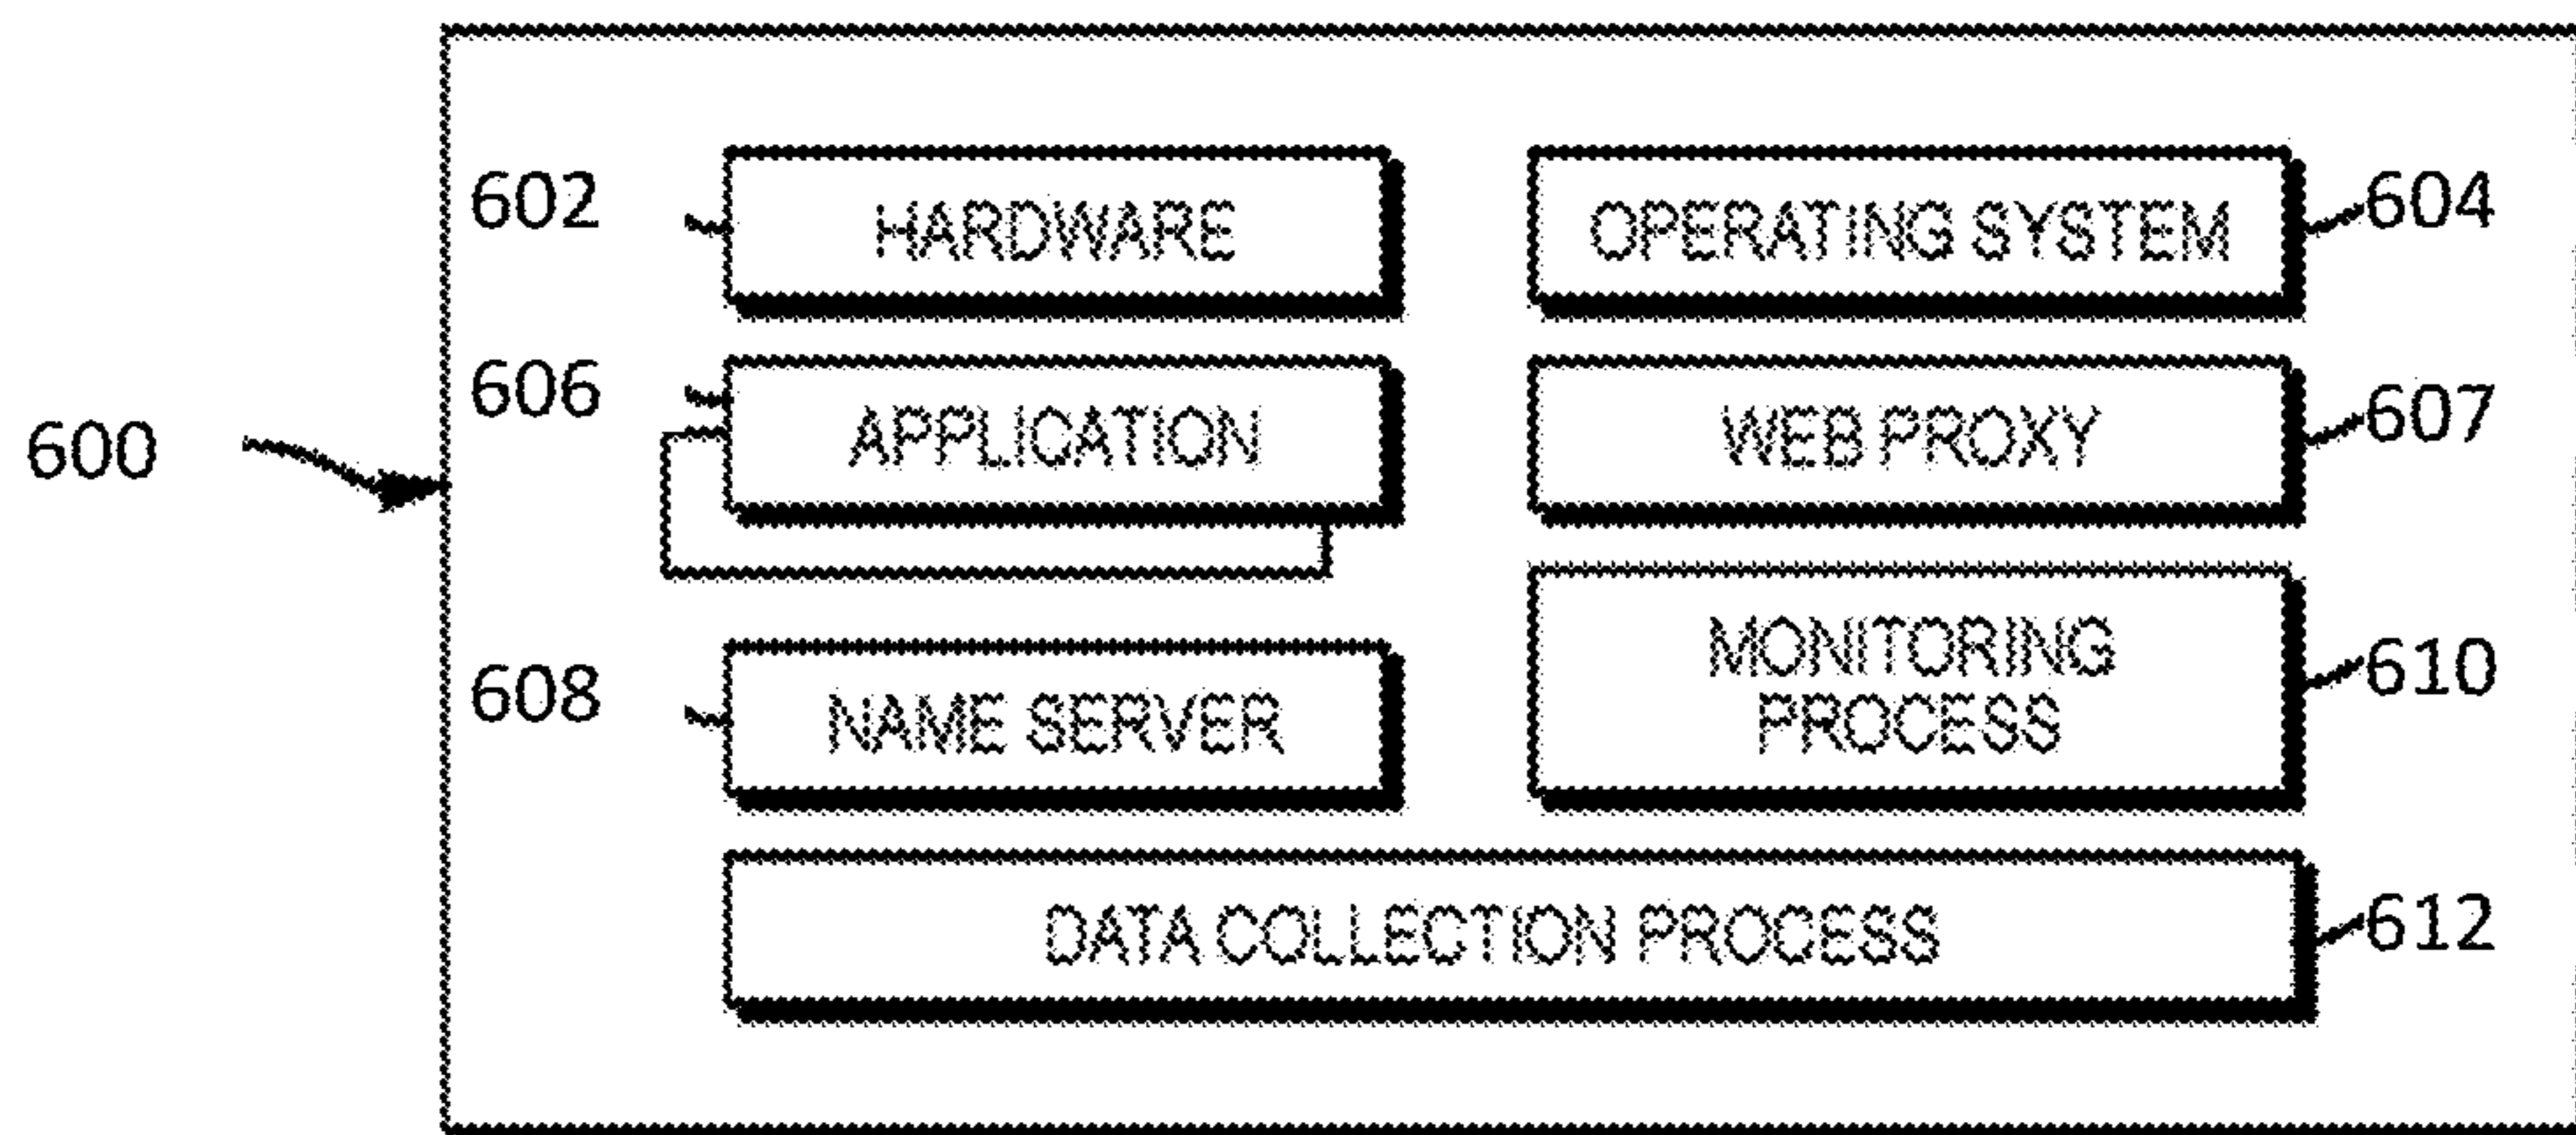 602
HARDWARE
OPERATING SYSTEM
604
606
APPLICATION
WEB PROXY
607
600
608
NAME SERVER
MONITORING
PROCESS
610
DATA COLLECTION PROCESS
612